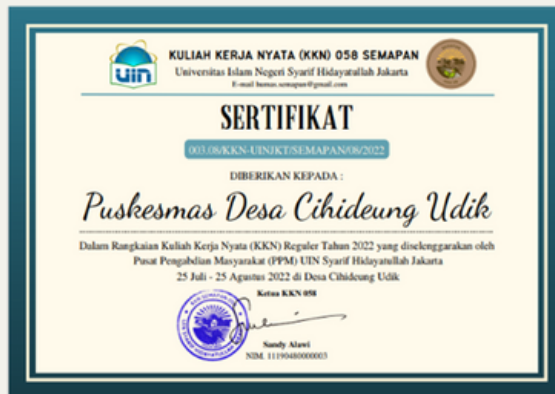 uin
KULIAH KERJA NYATA (KKN) 058 SEMAPAN
Universitas Islam Negeri Syarif Hidayatullah Jakarta
E-mail humas.semapan@gmail.com
SERTIFIKAT
003.08/KKN-UINJKT/SEMAPAN/08/2022
DIBERIKAN KEPADA :
Puskesmas Desa Cihideung Udik
Dalam Rangkaian Kuliah Kerja Nyata (KKN) Reguler Tahun 2022 yang diselenggarakan oleh
Pusat Pengabdian Masyarakat (PPM) UIN Syarif Hidayatullah Jakarta
25 Juli - 25 Agustus 2022 di Desa Cihideung Udik
Ketua KKN 058
Sandy Alawi
NIM. 11190480000003